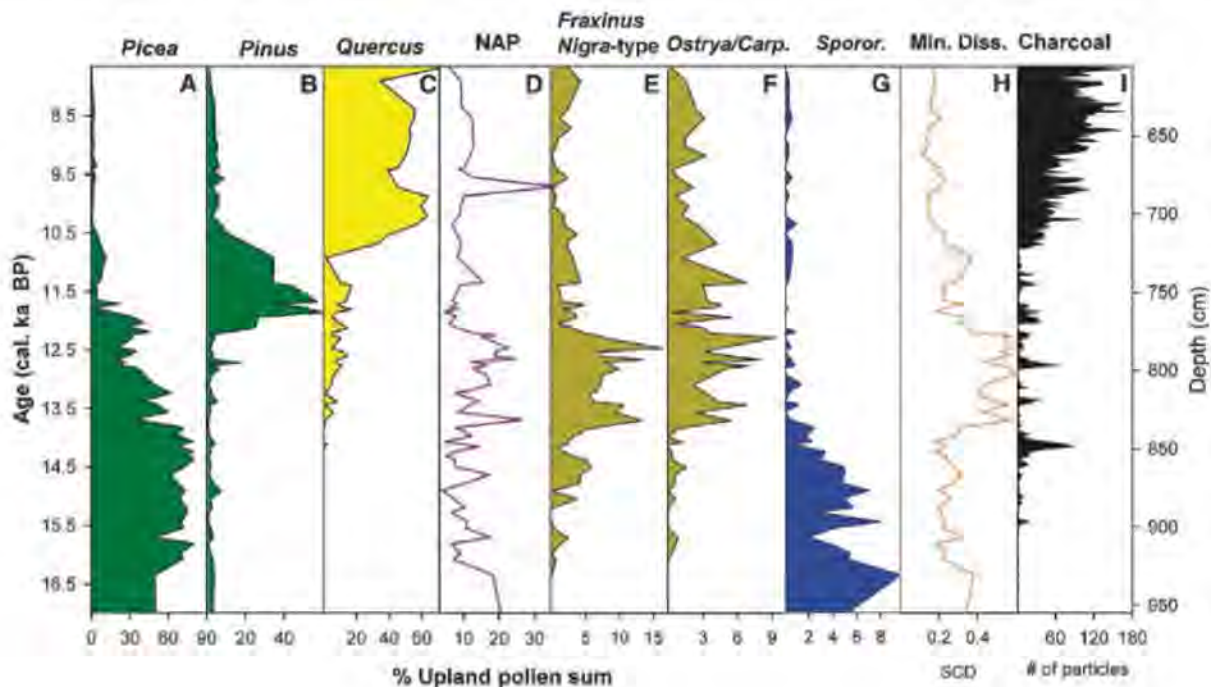 Fraxinus
Picea Pinus Quercus NAP Nigra-type Ostrya/Carp. Sporor. Min. Diss. Charcoal
A B C D E F G H I
8.5
9.5
10.5
11.5
12.5
13.5
14.5
15.5
16.5
Age (cal. ka BP)
650
700
750
800
850
900
950
Depth (cm)
0 30 60 90 20 40 20 40 60 10 20 30 5 10 15 3 6 9 2 6 8 0.2 0.4 60 120 180
% Upland pollen sum SCD # of particles